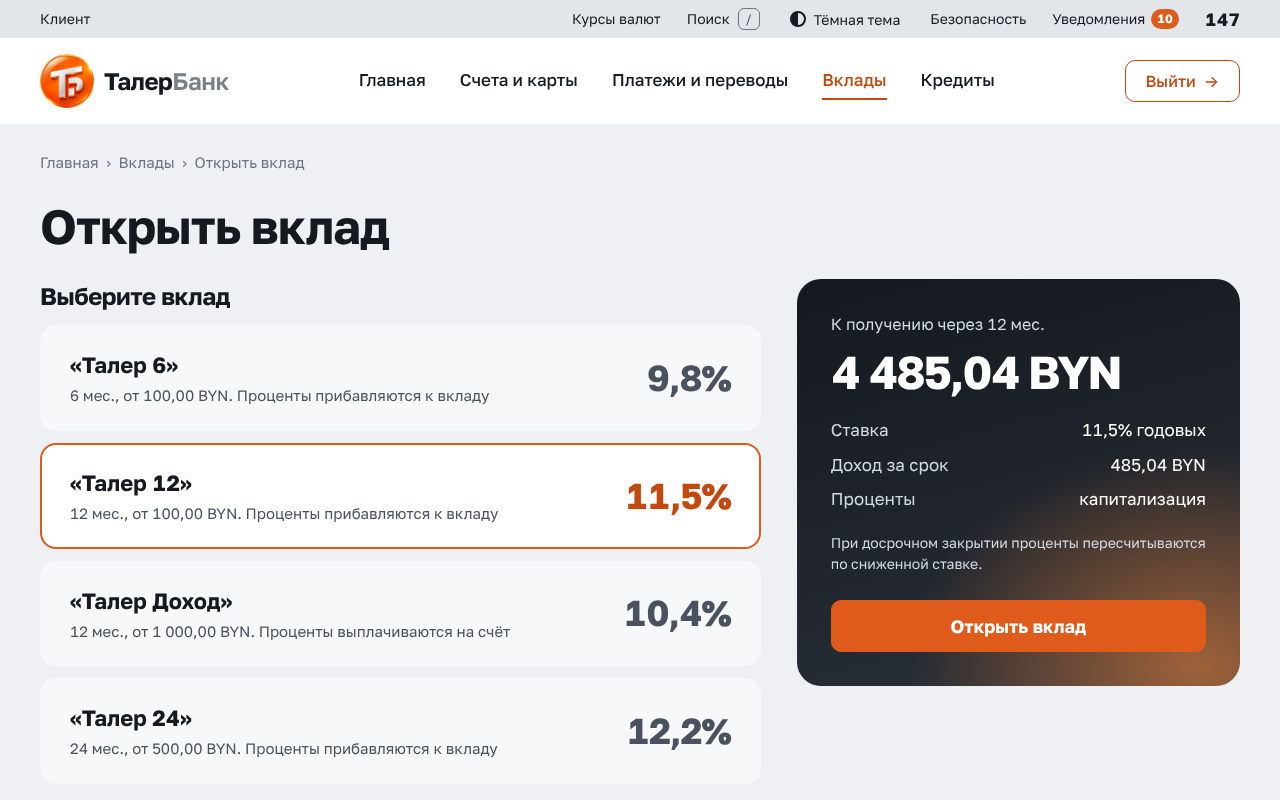 Клиент
Курсы валют
Поиск /
Тёмная тема
Безопасность
Уведомления 10
147
ТалерБанк
Главная
Счета и карты
Платежи и переводы
Вклады
Кредиты
Выйти →
Главная › Вклады › Открыть вклад
Открыть вклад
Выберите вклад
«Талер 6»
6 мес., от 100,00 BYN. Проценты прибавляются к вкладу
9,8%
«Талер 12»
12 мес., от 100,00 BYN. Проценты прибавляются к вкладу
11,5%
«Талер Доход»
12 мес., от 1 000,00 BYN. Проценты выплачиваются на счёт
10,4%
«Талер 24»
24 мес., от 500,00 BYN. Проценты прибавляются к вкладу
12,2%
К получению через 12 мес.
4 485,04 BYN
Ставка 11,5% годовых
Доход за срок 485,04 BYN
Проценты капитализация
При досрочном закрытии проценты пересчитываются
по сниженной ставке.
Открыть вклад